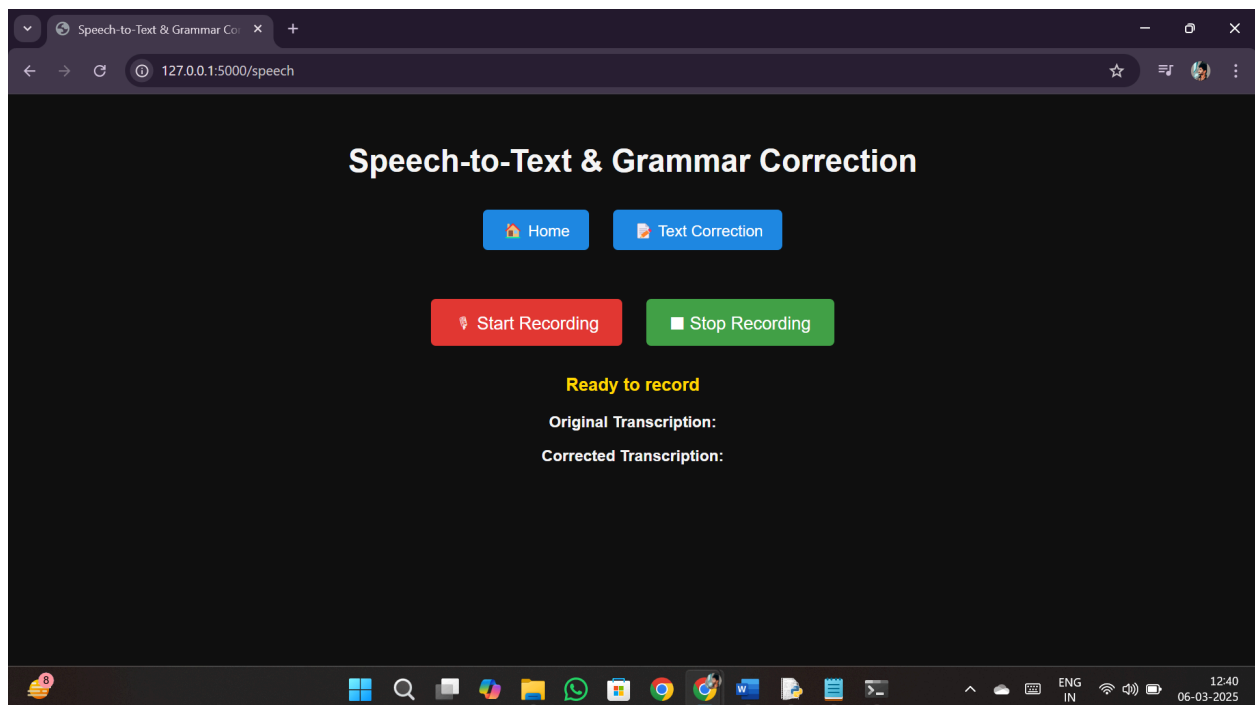 Speech-to-Text & Grammar Co
127.0.0.1:5000/speech
Speech-to-Text & Grammar Correction
Home
Text Correction
Start Recording
Stop Recording
Ready to record
Original Transcription:
Corrected Transcription:
8
W
ENG
IN
12:40
06-03-2025